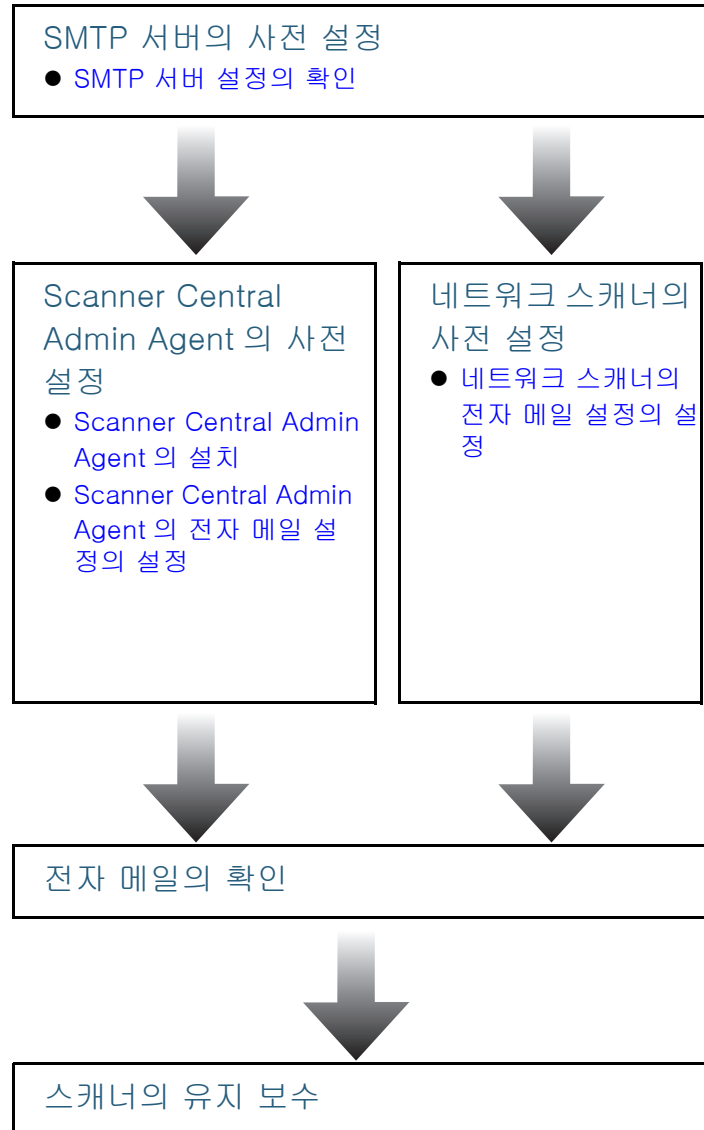 SMTP 서버의 사전 설정
● SMTP 서버 설정의 확인
Scanner Central
Admin Agent 의 사전
설정
● Scanner Central Admin
Agent 의 설치
● Scanner Central Admin
Agent 의 전자 메일 설
정의 설정
네트워크 스캐너의
사전 설정
● 네트워크 스캐너의
전자 메일 설정의 설
정
전자 메일의 확인
스캐너의 유지 보수